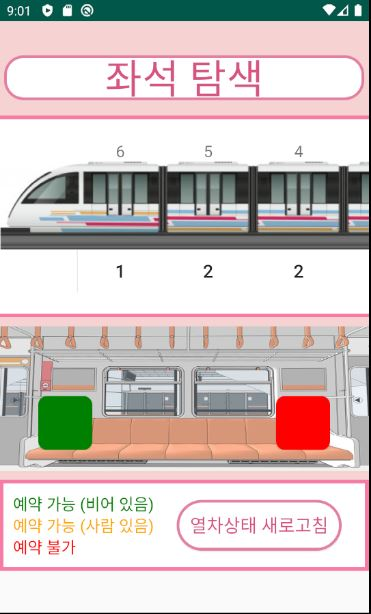 9:01
좌석 탐색
6 5 4
1 2 2
예약 가능 (비어 있음)
예약 가능 (사람 있음)
예약 불가
열차상태 새로고침